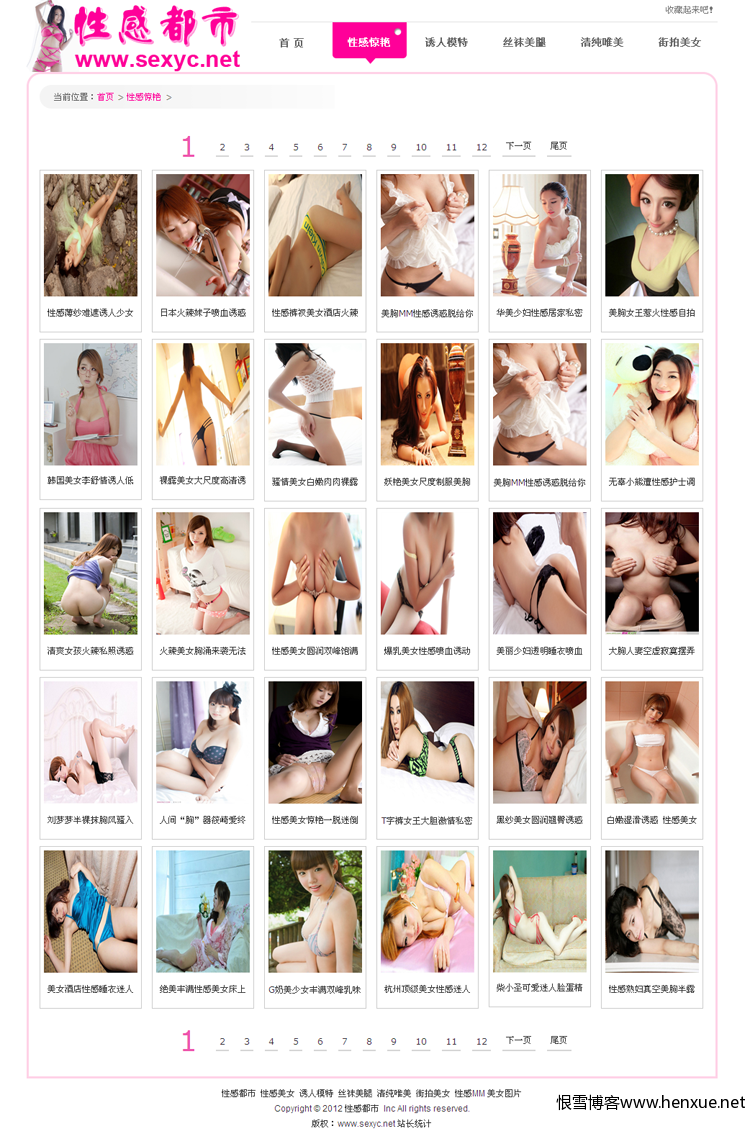 收藏起来吧!
性感都市
www.sexyc.net
首 页 性感惊艳 诱人模特 丝袜美腿 清纯唯美 街拍美女
当前位置：首页 > 性感惊艳 >
1 2 3 4 5 6 7 8 9 10 11 12 下一页 尾页
性感薄纱难遮诱人少女 日本火辣妹子喷血诱惑 性感裤衩美女酒店火辣 美胸MM性感诱惑脱给你 华美少妇性感居家私密 美胸女王惹火性感自拍
韩国美女李舒情诱人低 裸露美女大尺度高清诱 骚情美女白嫩肉肉裸露 妖艳美女尺度制服美胸 美胸MM性感诱惑脱给你 无辜小熊遭性感护士调
清爽女孩火辣私照诱惑 火辣美女胸涌来袭无法 性感美女圆润双峰饱满 爆乳美女性感喷血诱动 美丽少妇透明睡衣喷血 大胸人妻空虚寂寞摆弄
刘梦梦半裸抹胸风骚入 人间“胸”器筱崎爱终 性感美女惊艳一脱迷倒 T字裤女王大胆激情私密 黑纱美女圆润翘臀诱惑 白嫩湿滑诱惑 性感美女
美女酒店性感睡衣迷人 绝美丰满性感美女床上 G奶美少女丰满双峰乳味 杭州顶级美女性感迷人 柴小圣可爱迷人脸蛋精 性感熟妇真空美胸半露
1 2 3 4 5 6 7 8 9 10 11 12 下一页 尾页
性感都市 性感美女 诱人模特 丝袜美腿 清纯唯美 街拍美女 性感MM 美女图片
Copyright © 2012 性感都市 Inc All rights reserved.
版权：www.sexyc.net 站长统计
恨雪博客www.henxue.net